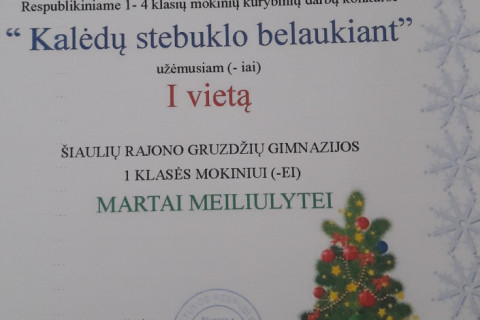 Respublikiniame 1- 4 klasių mokinių kūrybinių darbų konkurse
“ Kalėdų stebuklo belaukiant”
užėmusiam (- iai)
I vietą
ŠIAULIŲ RAJONO GRUZDŽIŲ GIMNAZIJOS
1 KLASĖS MOKINIUI (-EI)
MARTAI MEILIULYTEI